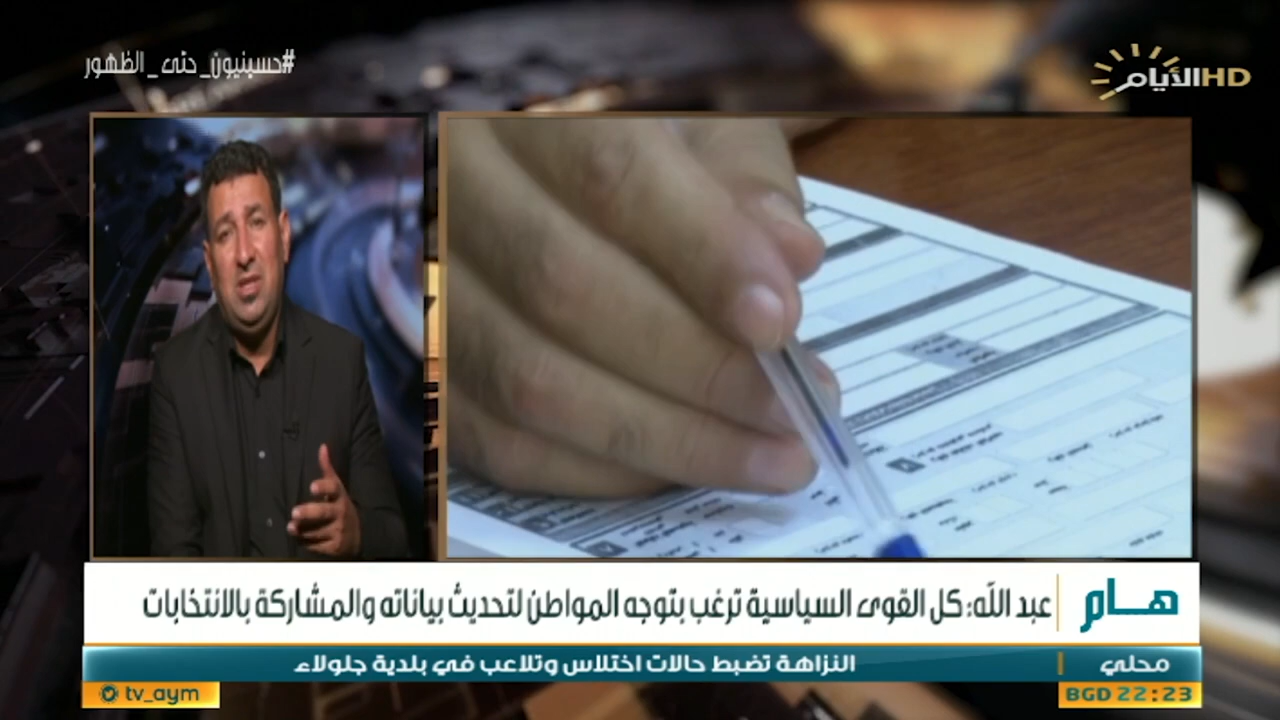 #حسينيون_حتى_الظهور
الأيام HD
هام
عبد الله: كل القوى السياسية ترغب بتوجه المواطن لتحديث بياناته والمشاركة بالانتخابات
محلي
النزاهة تضبط حالات اختلاس وتلاعب في بلدية جلولاء
tv_aym
BGD 22:23